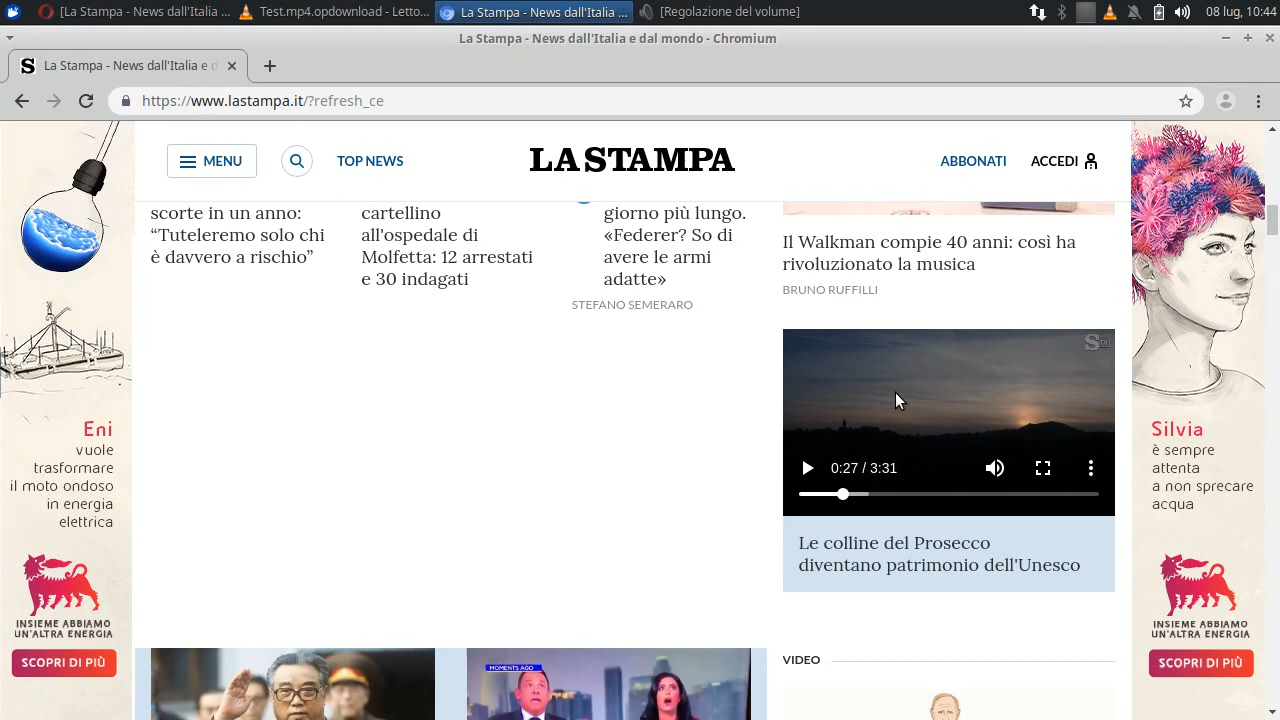 [La Stampa - News dall'Italia ...
Test.mp4.opdownload - Letto...
La Stampa - News dall'Italia ...
[Regolazione del volume]
08 lug, 10:44
La Stampa - News dall'Italia e dal mondo - Chromium
La Stampa - News dall'Italia e d
https://www.lastampa.it/?refresh_ce
MENU
TOP NEWS
LA STAMPA
ABBONATI
ACCEDI
scorte in un anno:
“Tuteleremo solo chi
è davvero a rischio”
cartellino
all'ospedale di
Molfetta: 12 arrestati
e 30 indagati
giorno più lungo.
«Federer? So di
avere le armi
adatte»
STEFANO SEMERARO
Il Walkman compie 40 anni: così ha
rivoluzionato la musica
BRUNO RUFFILLI
S TV
0:27 / 3:31
Le colline del Prosecco
diventano patrimonio dell'Unesco
VIDEO
MOMENTS AGO
Eni
vuole
trasformare
il moto ondoso
in energia
elettrica
INSIEME ABBIAMO
UN'ALTRA ENERGIA
SCOPRI DI PIÙ
Silvia
è sempre
attenta
a non sprecare
acqua
INSIEME ABBIAMO
UN'ALTRA ENERGIA
SCOPRI DI PIÙ